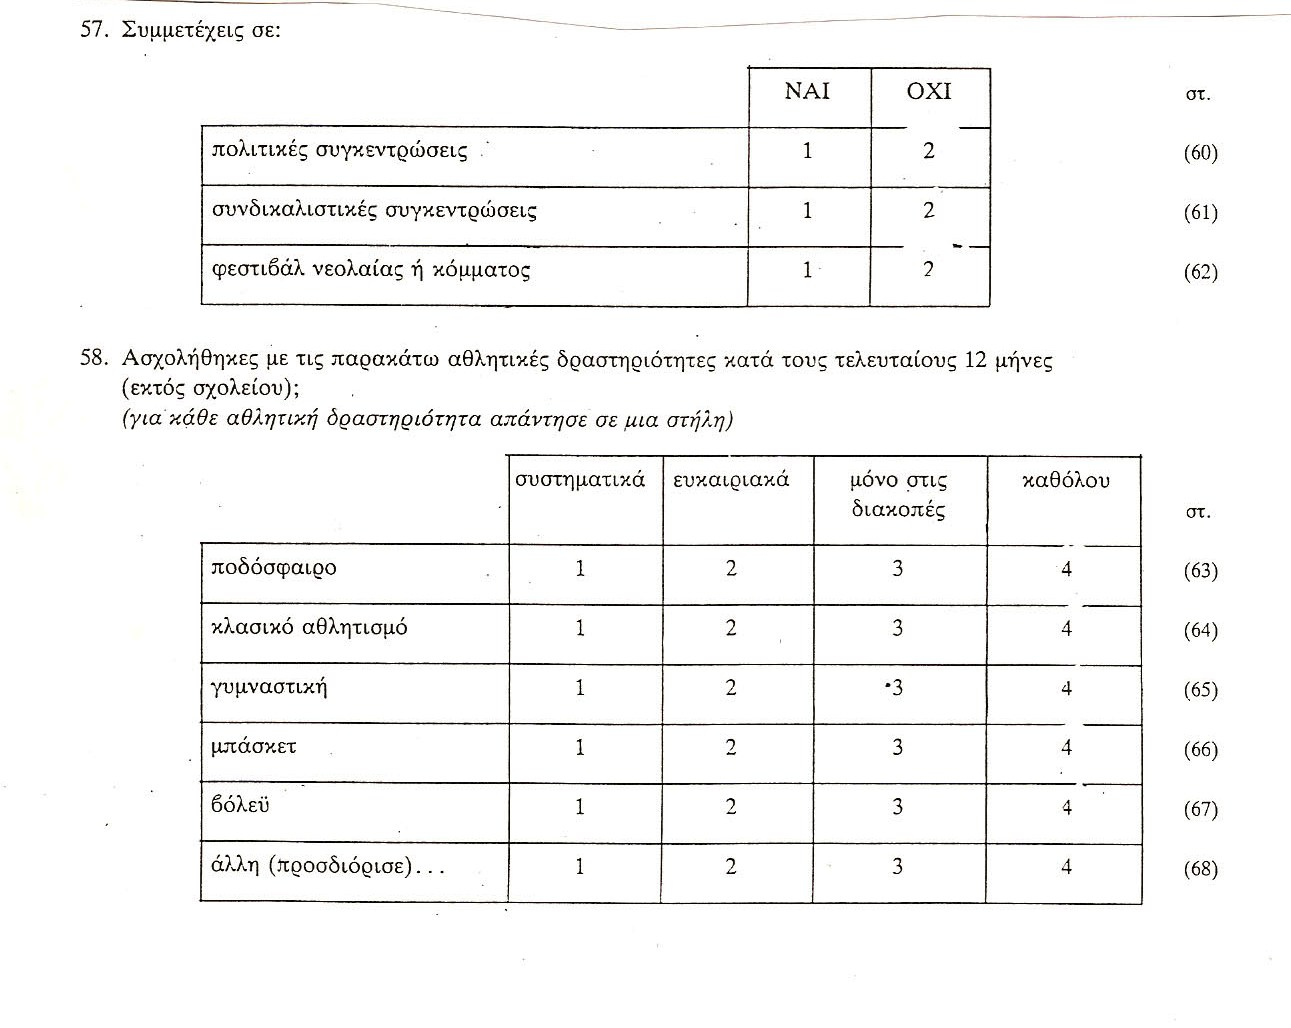 57. Συμμετέχεις σε:
ΝΑΙ ΟΧΙ στ.
πολιτικές συγκεντρώσεις 1 2 (60)
συνδικαλιστικές συγκεντρώσεις 1 2 (61)
φεστιβάλ νεολαίας ή κόμματος 1 2 (62)
58. Ασχολήθηκες με τις παρακάτω αθλητικές δραστηριότητες κατά τους τελευταίους 12 μήνες
(εκτός σχολείου);
(για κάθε αθλητική δραστηριότητα απάντησε σε μια στήλη)
συστηματικά ευκαιριακά μόνο στις καθόλου
διακοπές στ.
ποδόσφαιρο 1 2 3 4 (63)
κλασικό αθλητισμό 1 2 3 4 (64)
γυμναστική 1 2 3 4 (65)
μπάσκετ 1 2 3 4 (66)
βόλεϋ 1 2 3 4 (67)
άλλη (προσδιόρισε)... 1 2 3 4 (68)